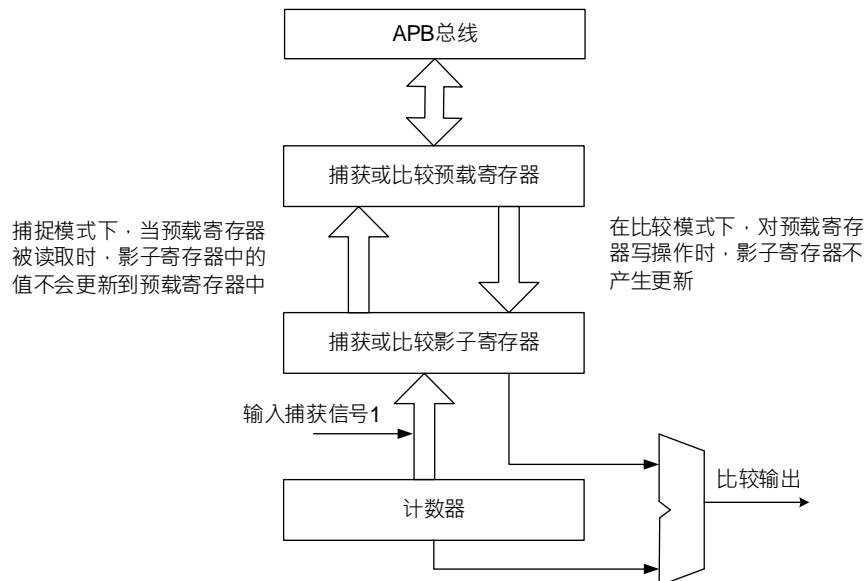 APB总线
捕获或比较预载寄存器
捕捉模式下，当预载寄存器
被读取时，影子寄存器中的
值不会更新到预载寄存器中
在比较模式下，对预载寄存
器写操作时，影子寄存器不
产生更新
捕获或比较影子寄存器
输入捕获信号1
计数器
比较输出